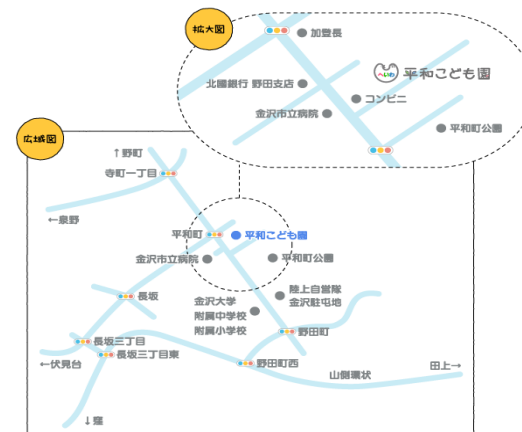 拡大図
加登長
へいわ
平和こども園
北國銀行 野田支店
コンビニ
金沢市立病院
平和町公園
広域図
↑野町
寺町一丁目
←泉野
平和町
平和こども園
金沢市立病院
平和町公園
長坂
陸上自営隊
金沢駐屯地
金沢大学
附属中学校
附属小学校
野田町
長坂三丁目
長坂三丁目東
←伏見台
野田町西
山側環状
田上→
↓窪